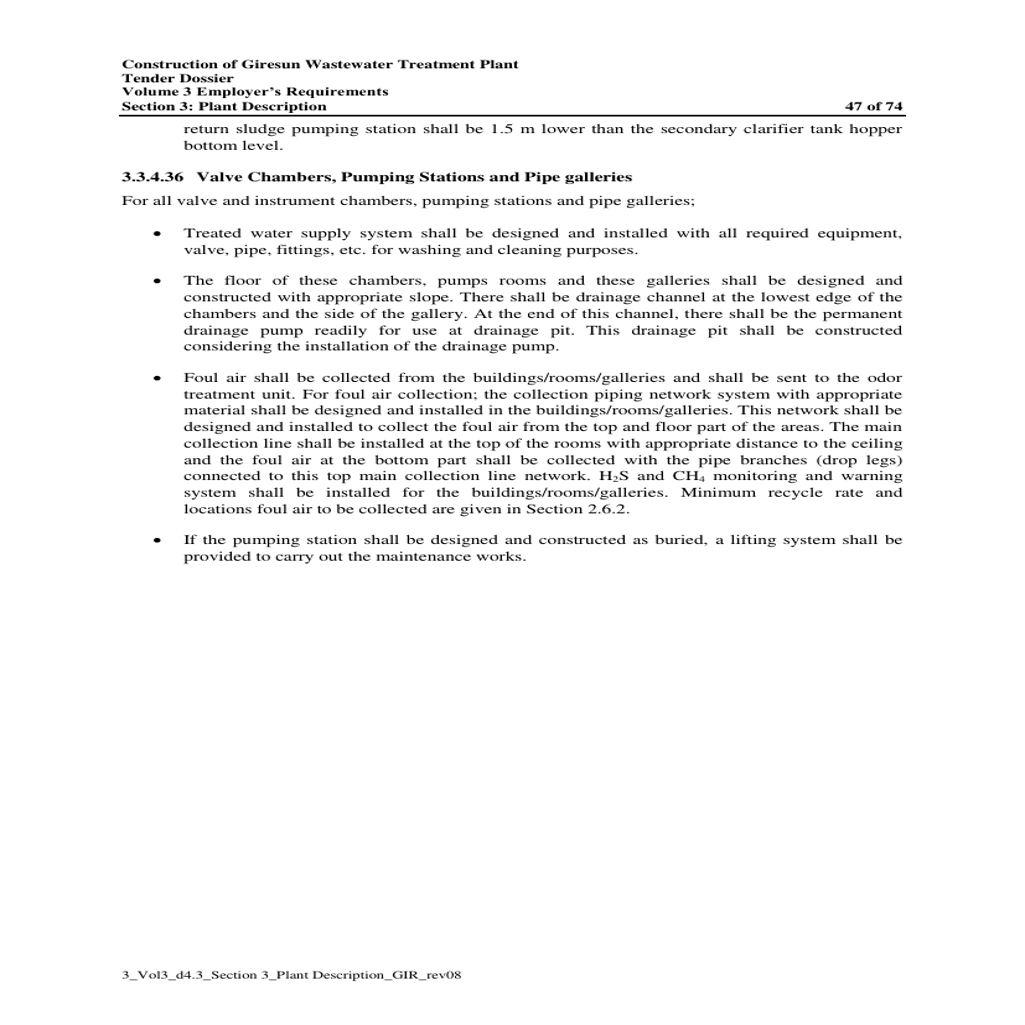 Construction of Giresun Wastewater Treatment Plant
Tender Dossier
Volume 3 Employer's Requirements
Section 3: Plant Description 47 of 74
return sludge pumping station shall be 1.5 m lower than the secondary clarifier tank hopper
bottom level.
3.3.4.36 Valve Chambers, Pumping Stations and Pipe galleries
For all valve and instrument chambers, pumping stations and pipe galleries;
• Treated water supply system shall be designed and installed with all required equipment,
valve, pipe, fittings, etc. for washing and cleaning purposes.
• The floor of these chambers, pumps rooms and these galleries shall be designed and
constructed with appropriate slope. There shall be drainage channel at the lowest edge of the
chambers and the side of the gallery. At the end of this channel, there shall be the permanent
drainage pump readily for use at drainage pit. This drainage pit shall be constructed
considering the installation of the drainage pump.
• Foul air shall be collected from the buildings/rooms/galleries and shall be sent to the odor
treatment unit. For foul air collection; the collection piping network system with appropriate
material shall be designed and installed in the buildings/rooms/galleries. This network shall be
designed and installed to collect the foul air from the top and floor part of the areas. The main
collection line shall be installed at the top of the rooms with appropriate distance to the ceiling
and the foul air at the bottom part shall be collected with the pipe branches (drop legs)
connected to this top main collection line network. H₂S and CH₄ monitoring and warning
system shall be installed for the buildings/rooms/galleries. Minimum recycle rate and
locations foul air to be collected are given in Section 2.6.2.
• If the pumping station shall be designed and constructed as buried, a lifting system shall be
provided to carry out the maintenance works.
3_Vol3_d4.3_Section 3_Plant Description_GIR_rev08